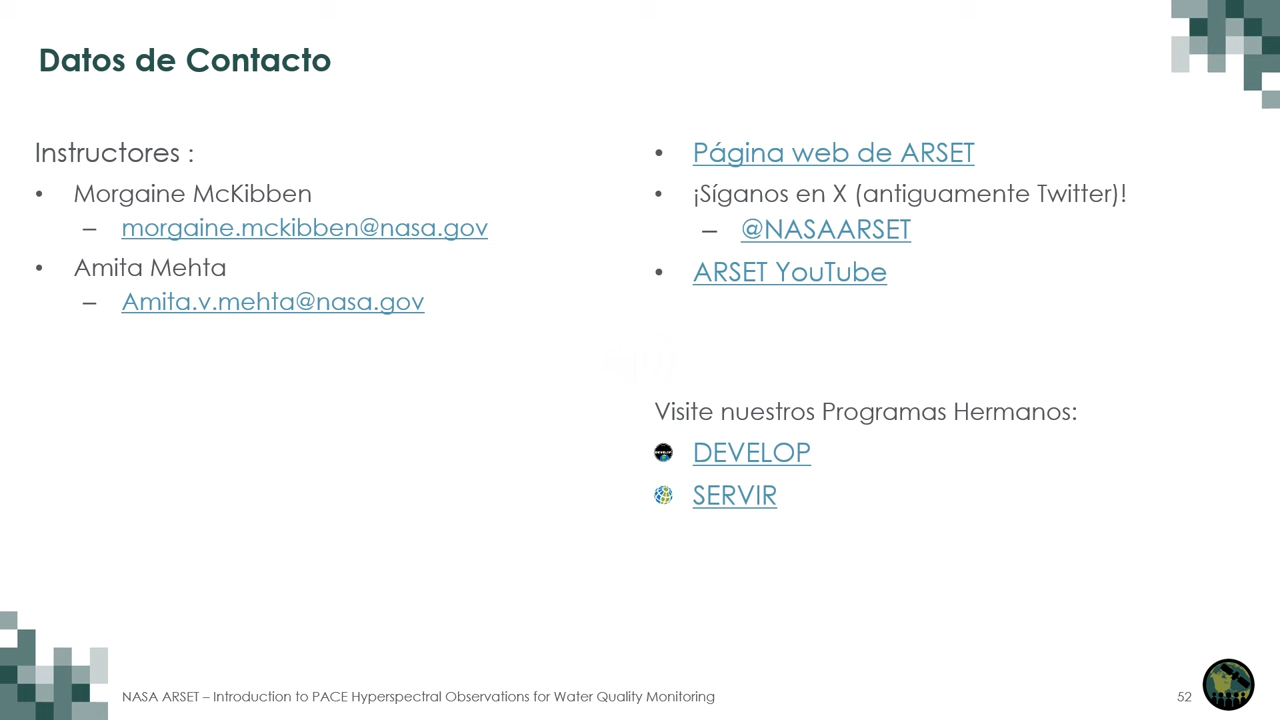 Datos de Contacto
Instructores :
• Morgaine McKibben
– morgaine.mckibben@nasa.gov
• Amita Mehta
– Amita.v.mehta@nasa.gov
• Página web de ARSET
• ¡Síganos en X (antiguamente Twitter)!
– @NASAARSET
• ARSET YouTube
Visite nuestros Programas Hermanos:
DEVELOP
SERVIR
NASA ARSET – Introduction to PACE Hyperspectral Observations for Water Quality Monitoring
52